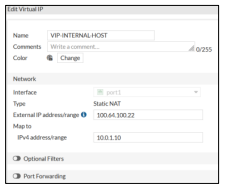 Edit Virtual IP
Name VIP-INTERNAL-HOST
Comments Write a comment... 0/255
Color Change
Network
Interface port1
Type Static NAT
External IP address/range 100.64.100.22
Map to
IPv4 address/range 10.0.1.10
Optional Filters
Port Forwarding